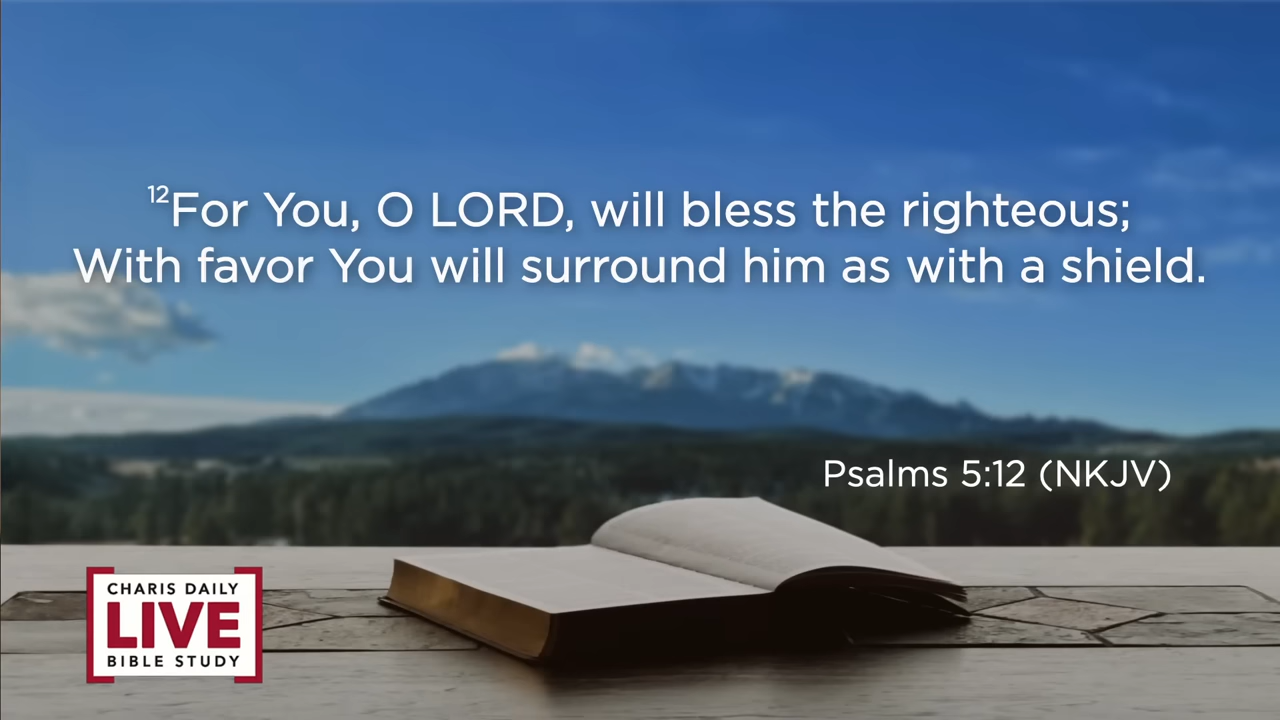 12For You, O LORD, will bless the righteous;
With favor You will surround him as with a shield.
Psalms 5:12 (NKJV)
CHARIS DAILY
LIVE
BIBLE STUDY